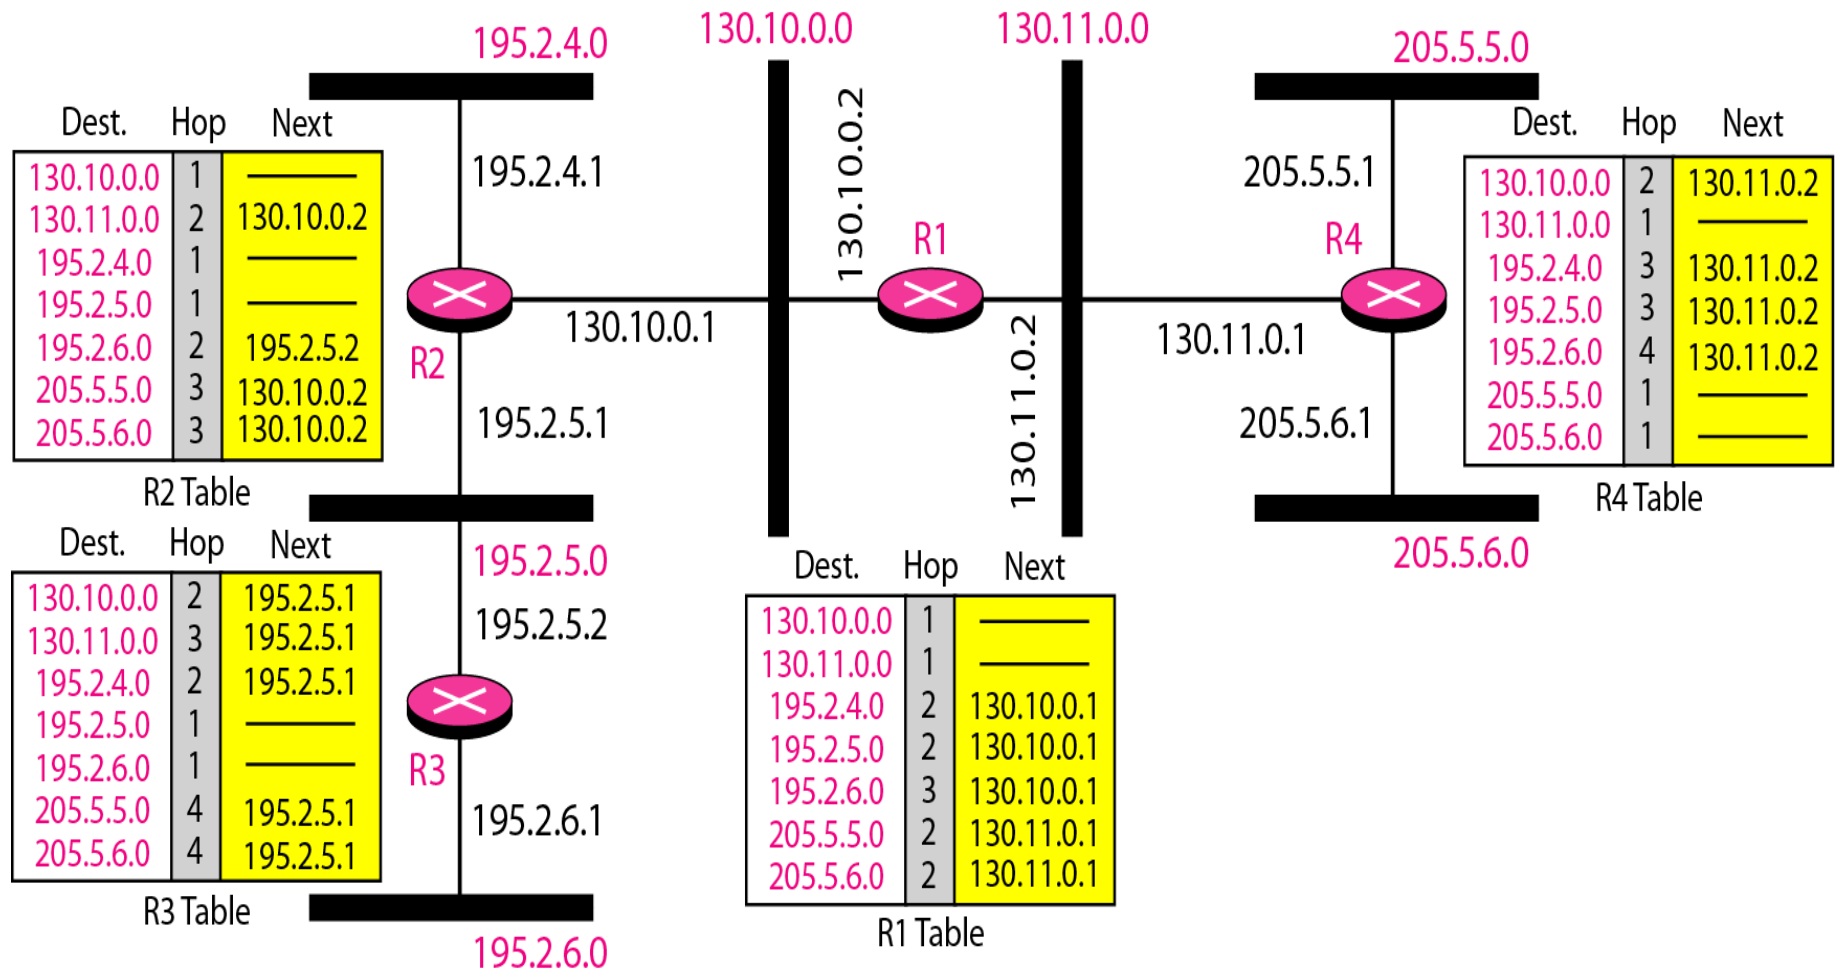 195.2.4.0
130.10.0.0
130.11.0.0
205.5.5.0
Dest. Hop Next
130.10.0.0 1
130.11.0.0 2 130.10.0.2
195.2.4.0 1
195.2.5.0 1
195.2.6.0 2 195.2.5.2
205.5.5.0 3 130.10.0.2
205.5.6.0 3 130.10.0.2
R2 Table
195.2.4.1
R2
130.10.0.1
195.2.5.1
130.10.0.2
R1
130.11.0.2
130.11.0.1
205.5.5.1
R4
205.5.6.1
Dest. Hop Next
130.10.0.0 2 130.11.0.2
130.11.0.0 1
195.2.4.0 3 130.11.0.2
195.2.5.0 3 130.11.0.2
195.2.6.0 4 130.11.0.2
205.5.5.0 1
205.5.6.0 1
R4 Table
205.5.6.0
Dest. Hop Next
130.10.0.0 2 195.2.5.1
130.11.0.0 3 195.2.5.1
195.2.4.0 2 195.2.5.1
195.2.5.0 1
195.2.6.0 1
205.5.5.0 4 195.2.5.1
205.5.6.0 4 195.2.5.1
R3 Table
195.2.5.0
195.2.5.2
R3
195.2.6.1
195.2.6.0
Dest. Hop Next
130.10.0.0 1
130.11.0.0 1
195.2.4.0 2 130.10.0.1
195.2.5.0 2 130.10.0.1
195.2.6.0 3 130.10.0.1
205.5.5.0 2 130.11.0.1
205.5.6.0 2 130.11.0.1
R1 Table